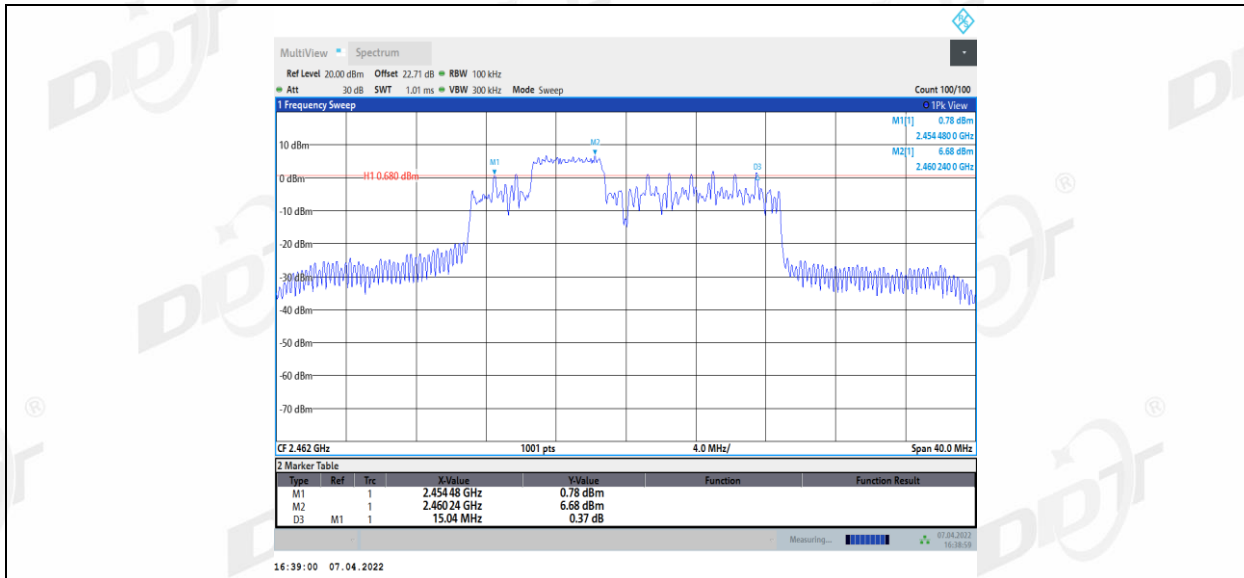 MultiView Spectrum
Ref Level 20.00 dBm Offset 22.71 dB RBW 100 kHz
Att 30 dB SWT 1.01 ms VBW 300 kHz Mode Sweep Count 100/100
1 Frequency Sweep 1Pk View
M1[1] 0.78 dBm
2.454 480 0 GHz
M2[1] 6.68 dBm
2.460 240 0 GHz
M2
10 dBm
M1
D3
0 dBm
H1 0.680 dBm
-10 dBm
-20 dBm
-30 dBm
-40 dBm
-50 dBm
-60 dBm
-70 dBm
CF 2.462 GHz 1001 pts 4.0 MHz/ Span 40.0 MHz
2 Marker Table
Type Ref Trc X-Value Y-Value Function Function Result
M1 1 2.454 48 GHz 0.78 dBm
M2 1 2.460 24 GHz 6.68 dBm
D3 M1 1 15.04 MHz 0.37 dB
Measuring... 07.04.2022
16:38:59
16:39:00 07.04.2022
DDT
®